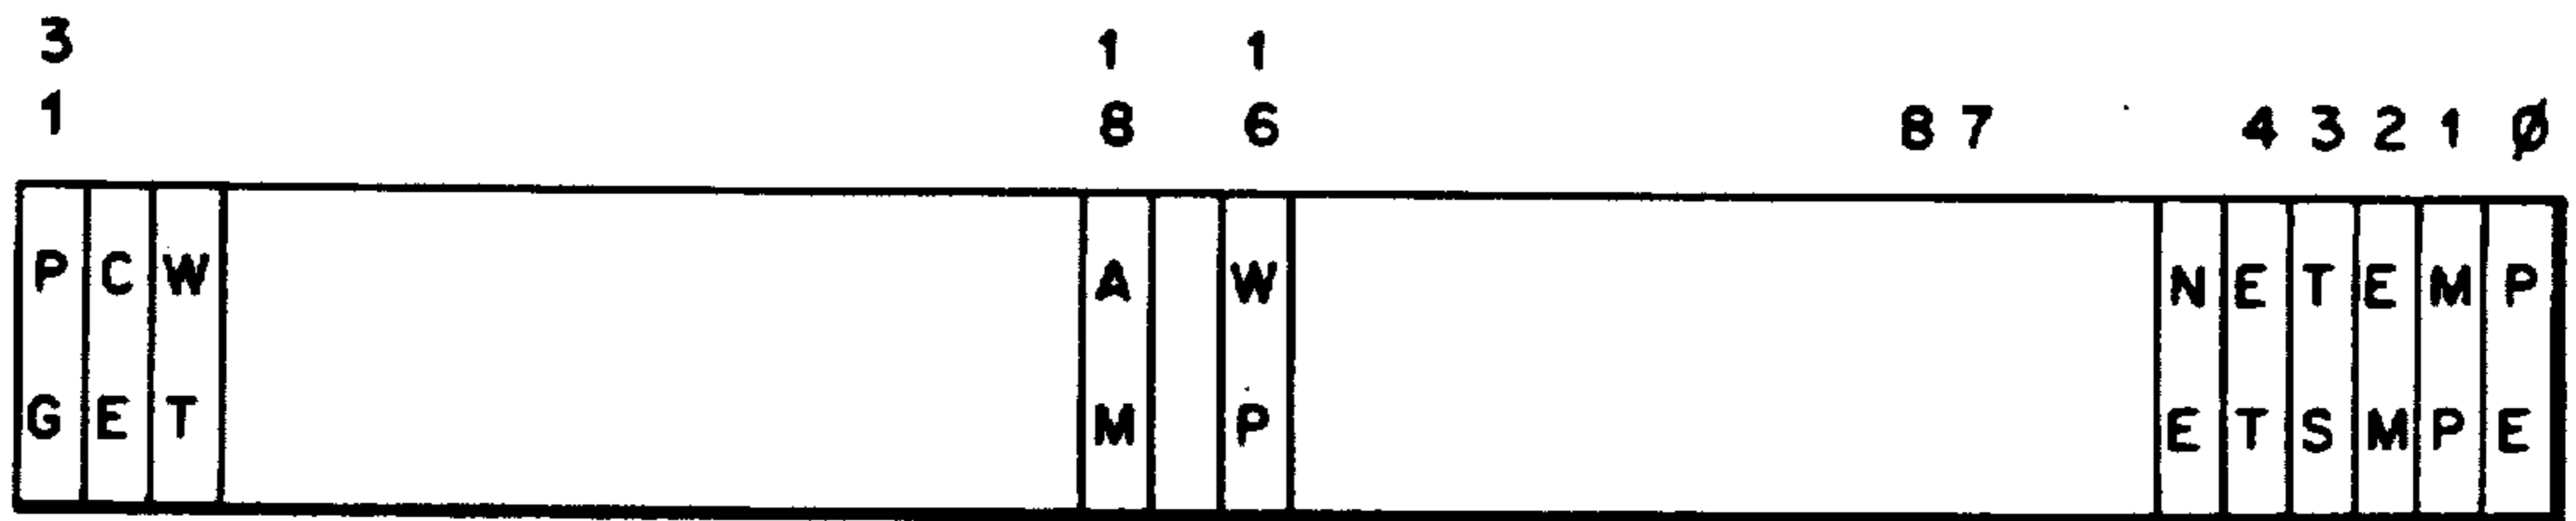 3 1 1
1 8 6 8 7 4 3 2 1 Ø
P C W A W N E T E M P
G E T M P E T S M P E